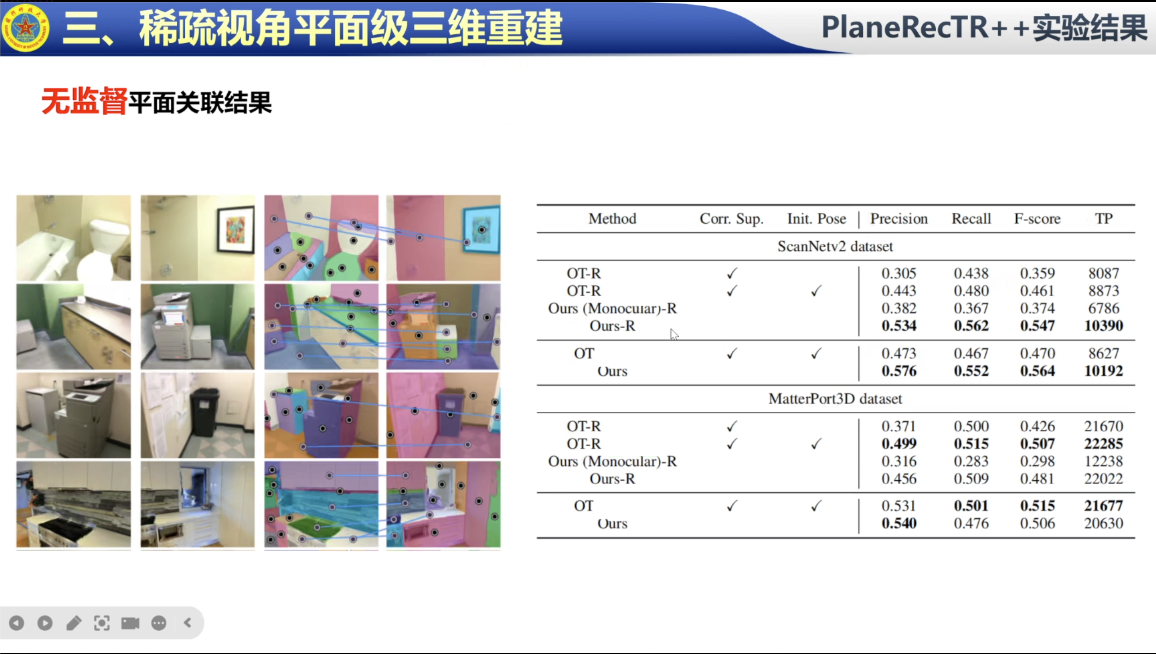 三、稀疏视角平面级三维重建
PlaneRecTR++实验结果
无监督平面关联结果
Method Corr. Sup. Init. Pose Precision Recall F-score TP
ScanNetv2 dataset
OT-R ✓ 0.305 0.438 0.359 8087
OT-R ✓ ✓ 0.443 0.480 0.461 8873
Ours (Monocular)-R 0.382 0.367 0.374 6786
Ours-R 0.534 0.562 0.547 10390
OT ✓ ✓ 0.473 0.467 0.470 8627
Ours 0.576 0.552 0.564 10192
MatterPort3D dataset
OT-R ✓ 0.371 0.500 0.426 21670
OT-R ✓ ✓ 0.499 0.515 0.507 22285
Ours (Monocular)-R 0.316 0.283 0.298 12238
Ours-R 0.456 0.509 0.481 22022
OT ✓ ✓ 0.531 0.501 0.515 21677
Ours 0.540 0.476 0.506 20630